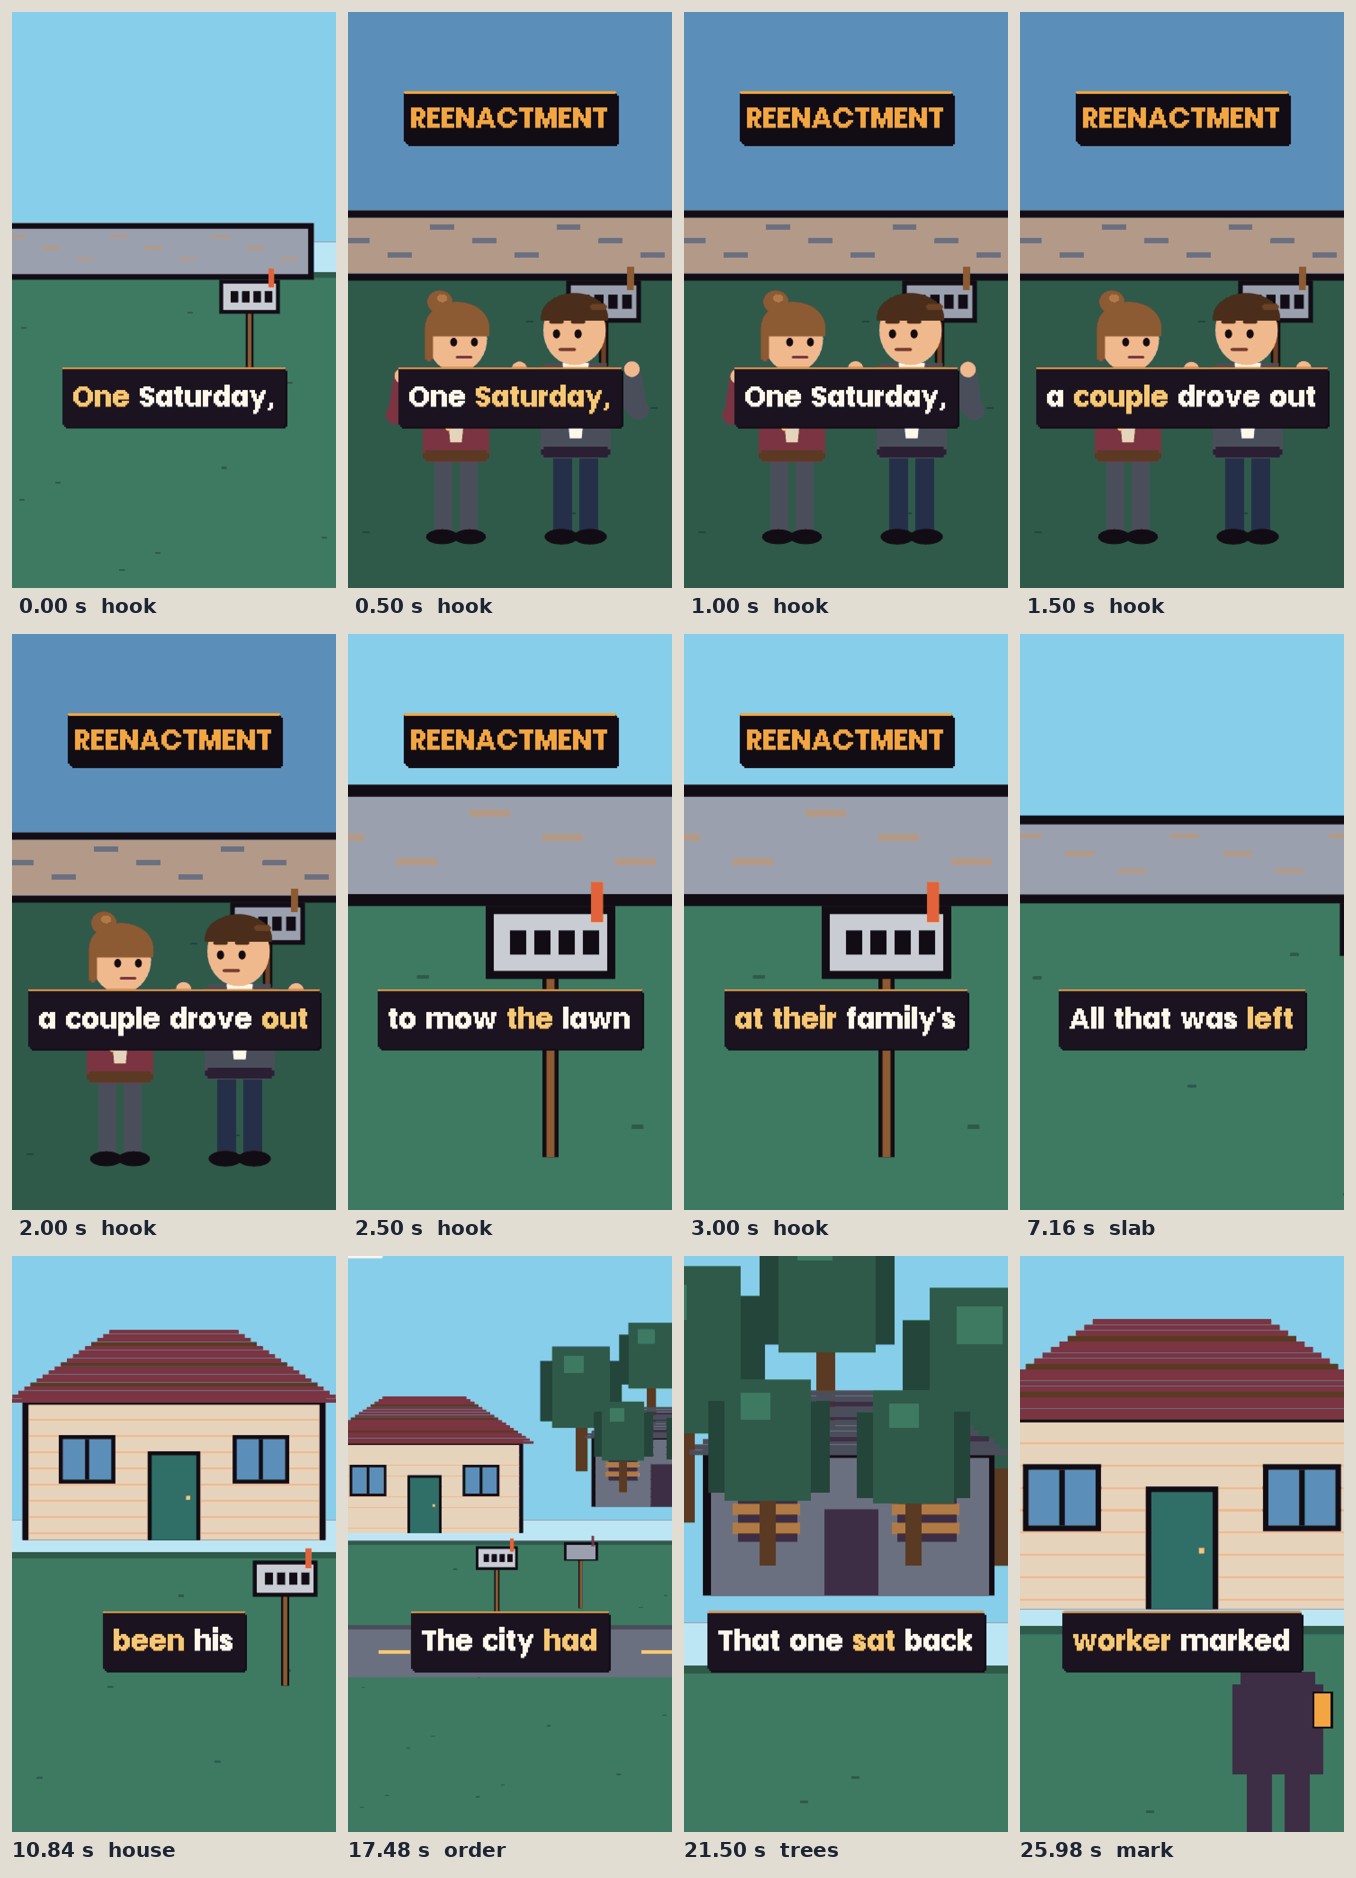 One Saturday,
0.00 s hook
REENACTMENT
One Saturday,
0.50 s hook
REENACTMENT
One Saturday,
1.00 s hook
REENACTMENT
a couple drove out
1.50 s hook
REENACTMENT
a couple drove out
2.00 s hook
REENACTMENT
to mow the lawn
2.50 s hook
REENACTMENT
at their family's
3.00 s hook
All that was left
7.16 s slab
been his
10.84 s house
The city had
17.48 s order
That one sat back
21.50 s trees
worker marked
25.98 s mark